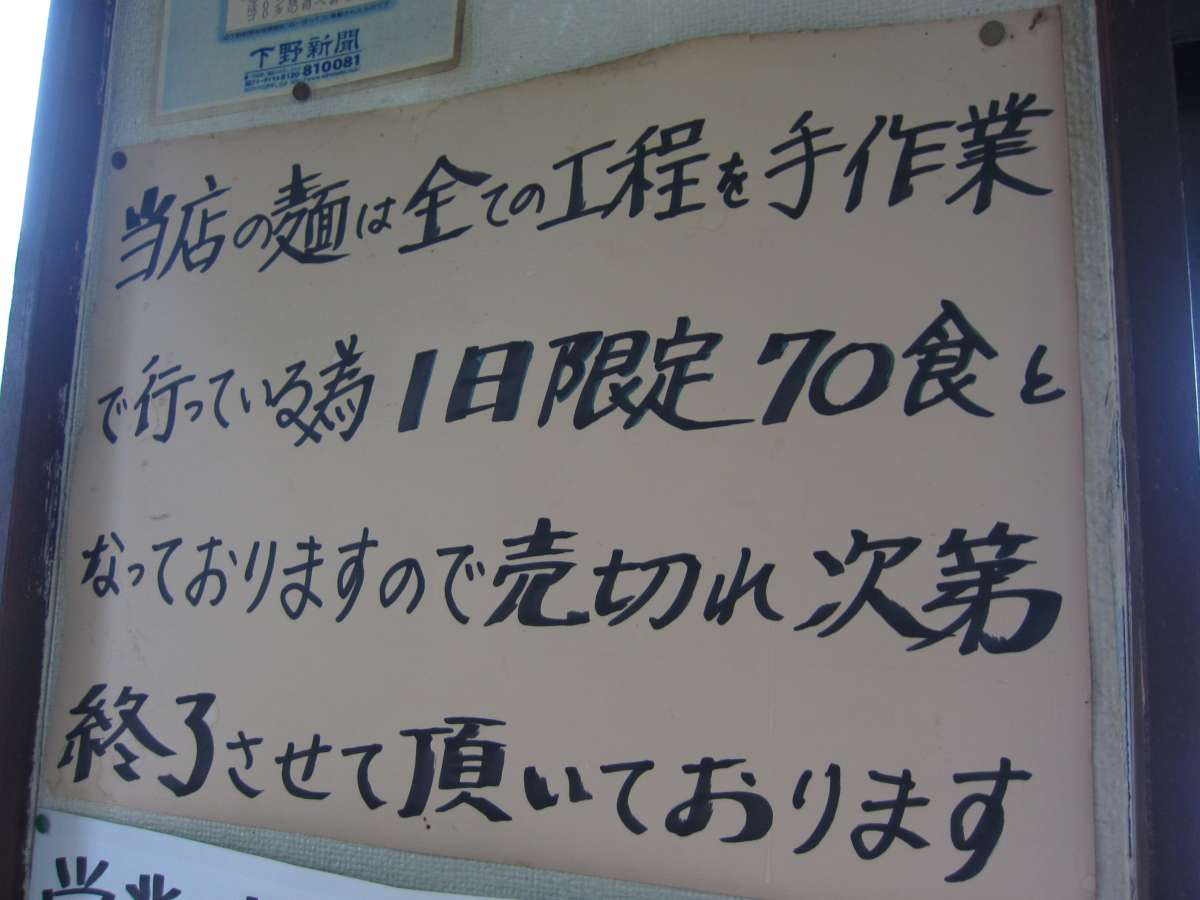 下野新聞
0120-810081
当店の麺は全ての工程を手作業
で行っている為1日限定70食と
なっておりますので売切れ次第
終了させて頂いております
営業